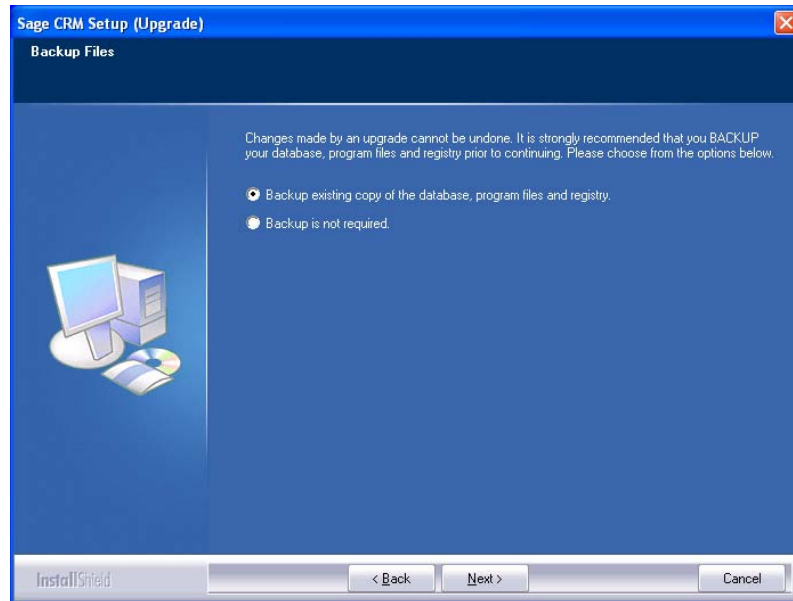 Sage CRM Setup (Upgrade)
Backup Files
Changes made by an upgrade cannot be undone. It is strongly recommended that you BACKUP
your database, program files and registry prior to continuing. Please choose from the options below.
Backup existing copy of the database, program files and registry.
Backup is not required.
InstallShield
< Back
Next >
Cancel